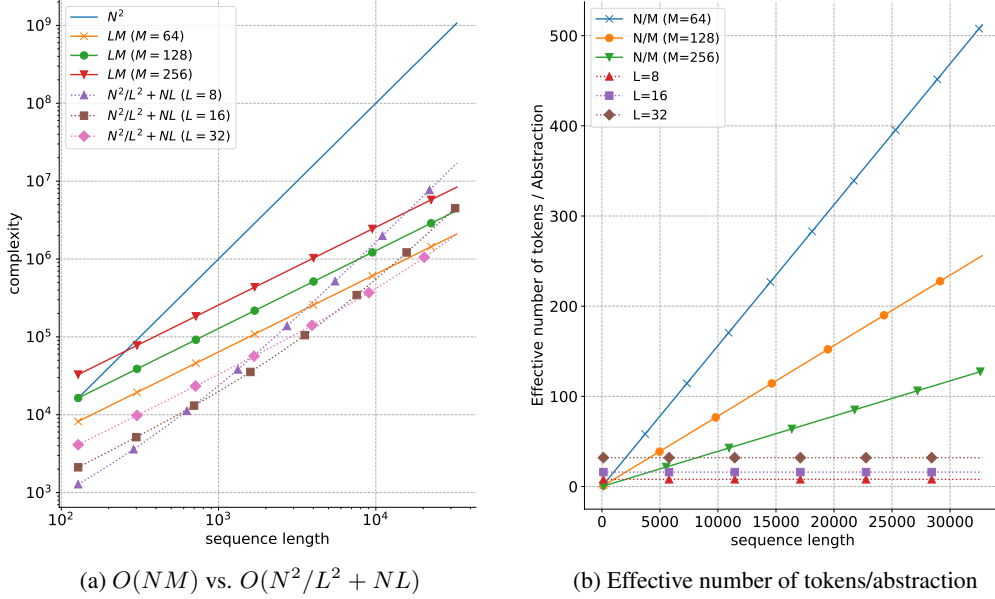 10⁹
10⁸
10⁷
10⁶
10⁵
10⁴
10³
complexity
N²
LM (M = 64)
LM (M = 128)
LM (M = 256)
N²/L² + NL (L = 8)
N²/L² + NL (L = 16)
N²/L² + NL (L = 32)
10² 10³ 10⁴
sequence length
(a) O(NM) vs. O(N²/L² + NL)
500
400
300
200
100
0
Effective number of tokens / Abstraction
N/M (M=64)
N/M (M=128)
N/M (M=256)
L=8
L=16
L=32
0 5000 10000 15000 20000 25000 30000
sequence length
(b) Effective number of tokens/abstraction